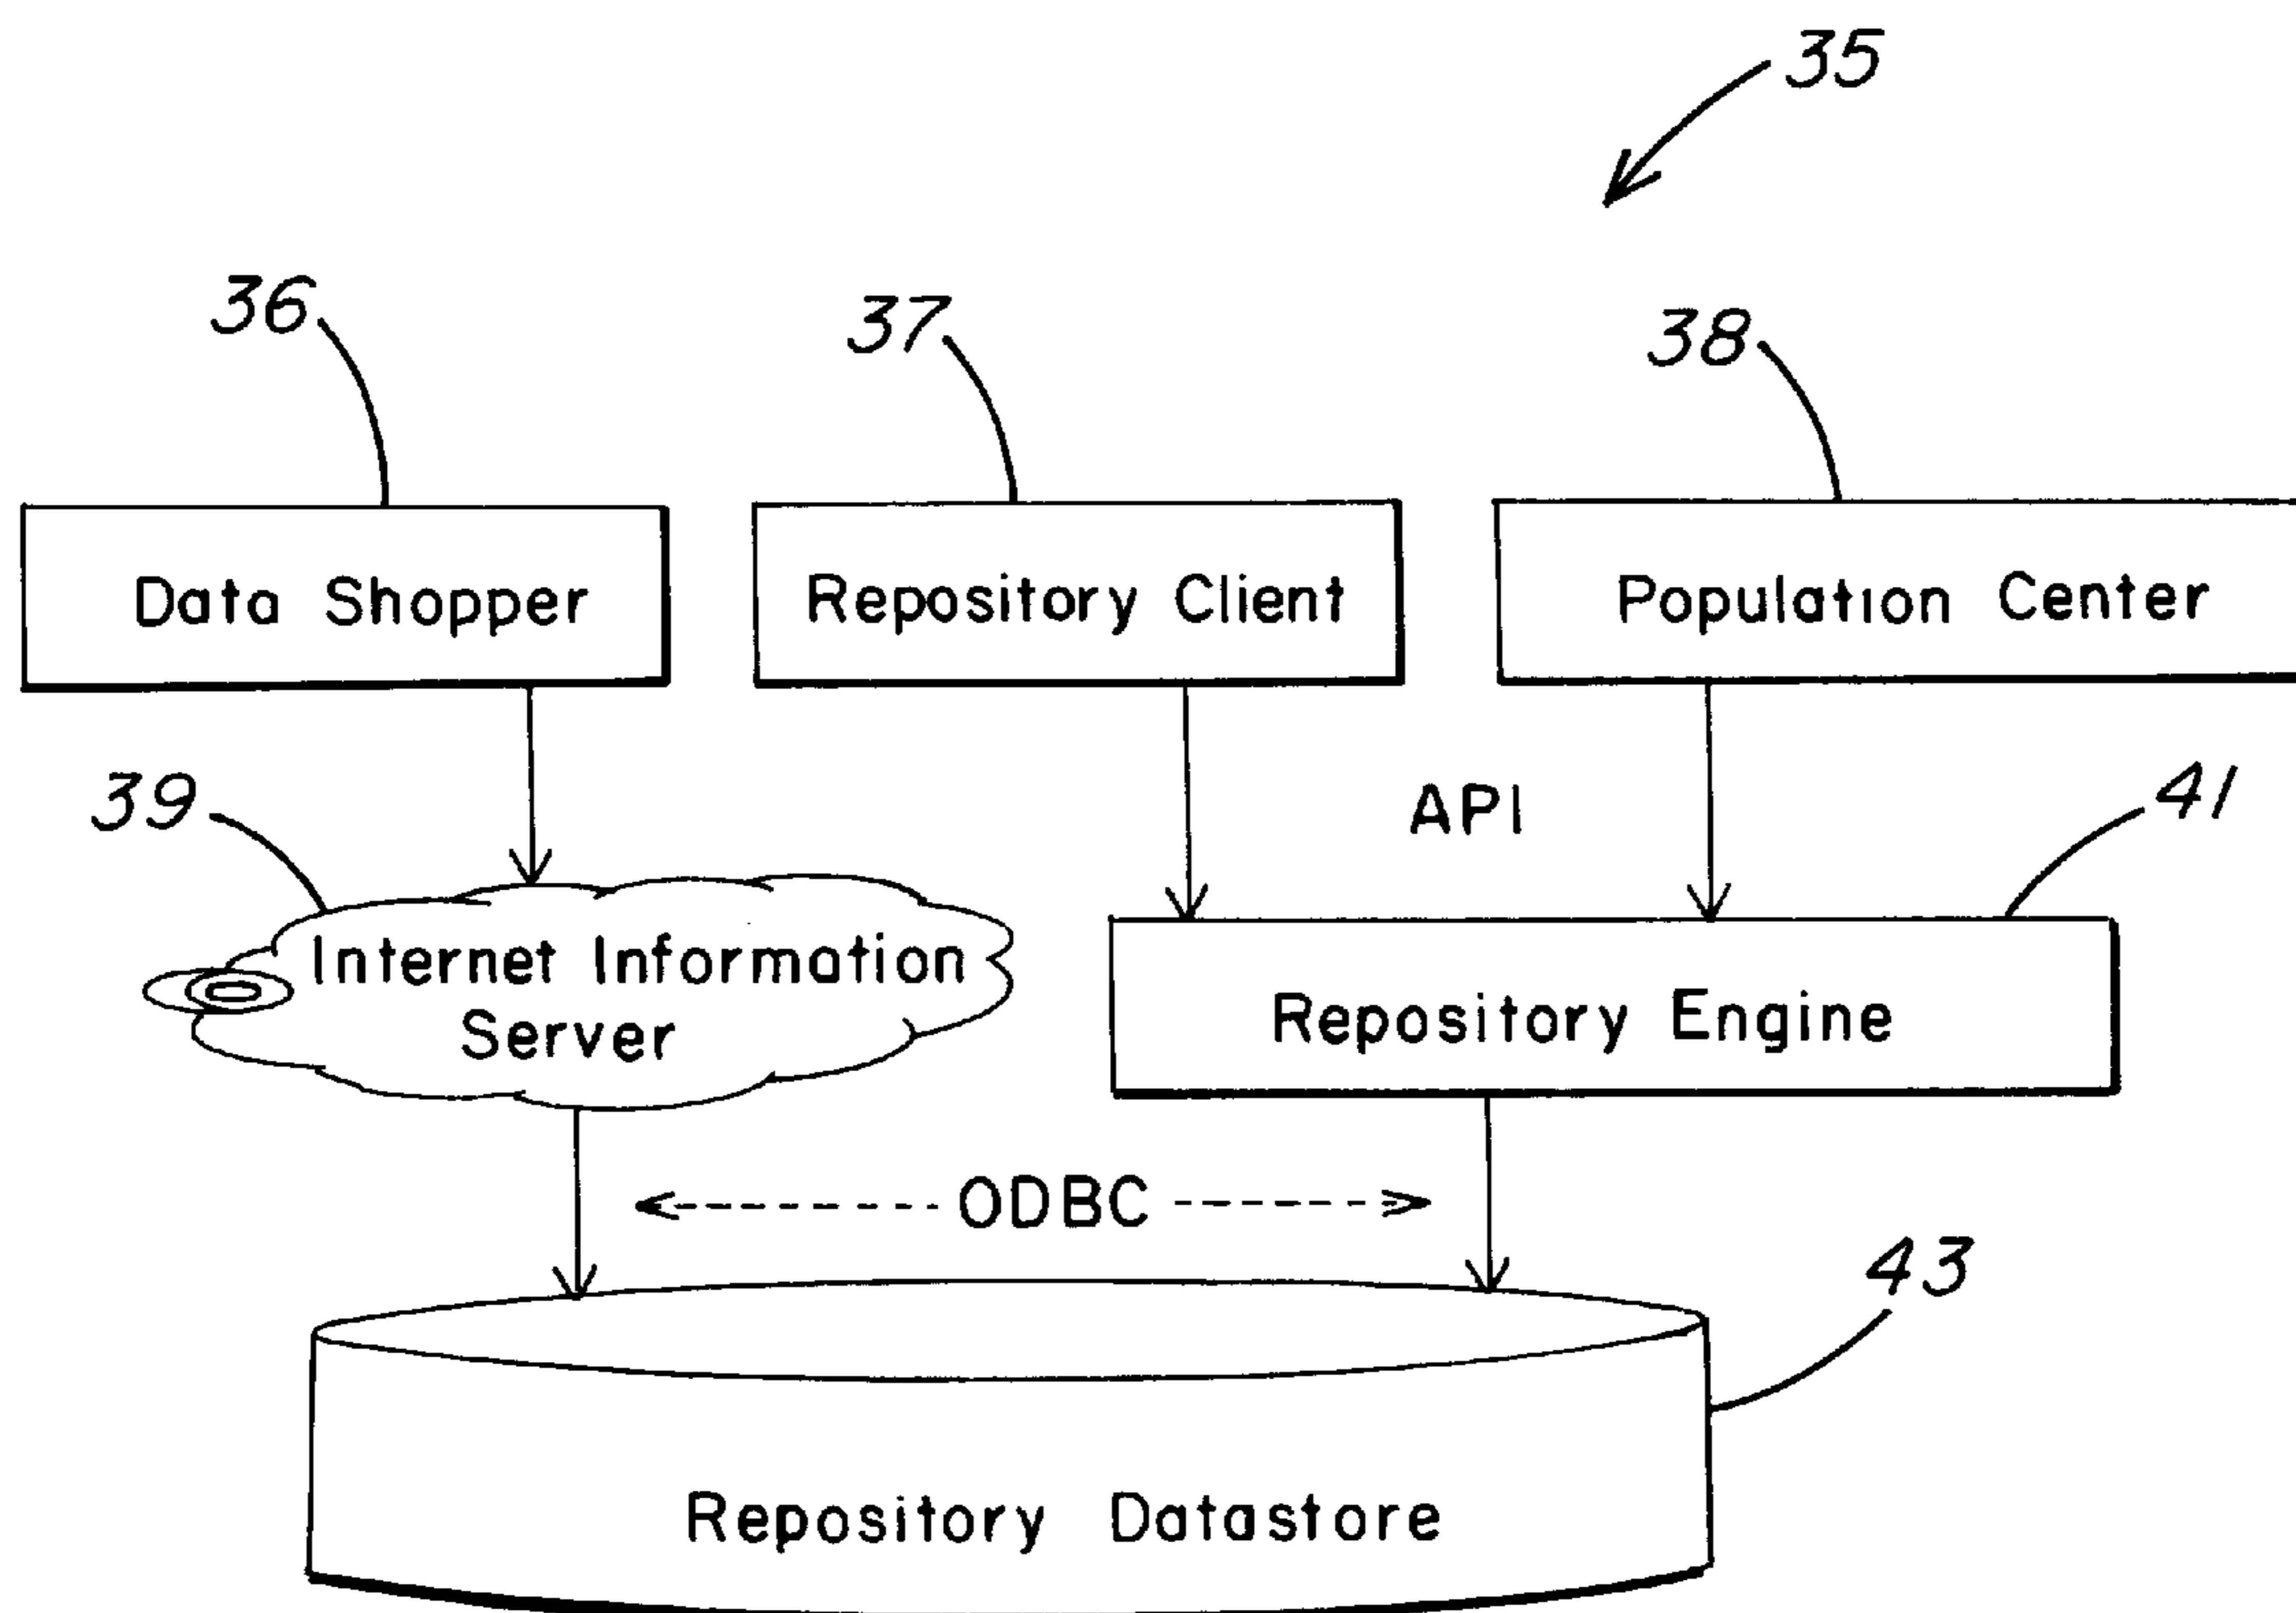 35
36
37
38
Data Shopper
Repository Client
Population Center
39
API
41
Internet Information
Server
Repository Engine
ODBC
43
Repository Datastore